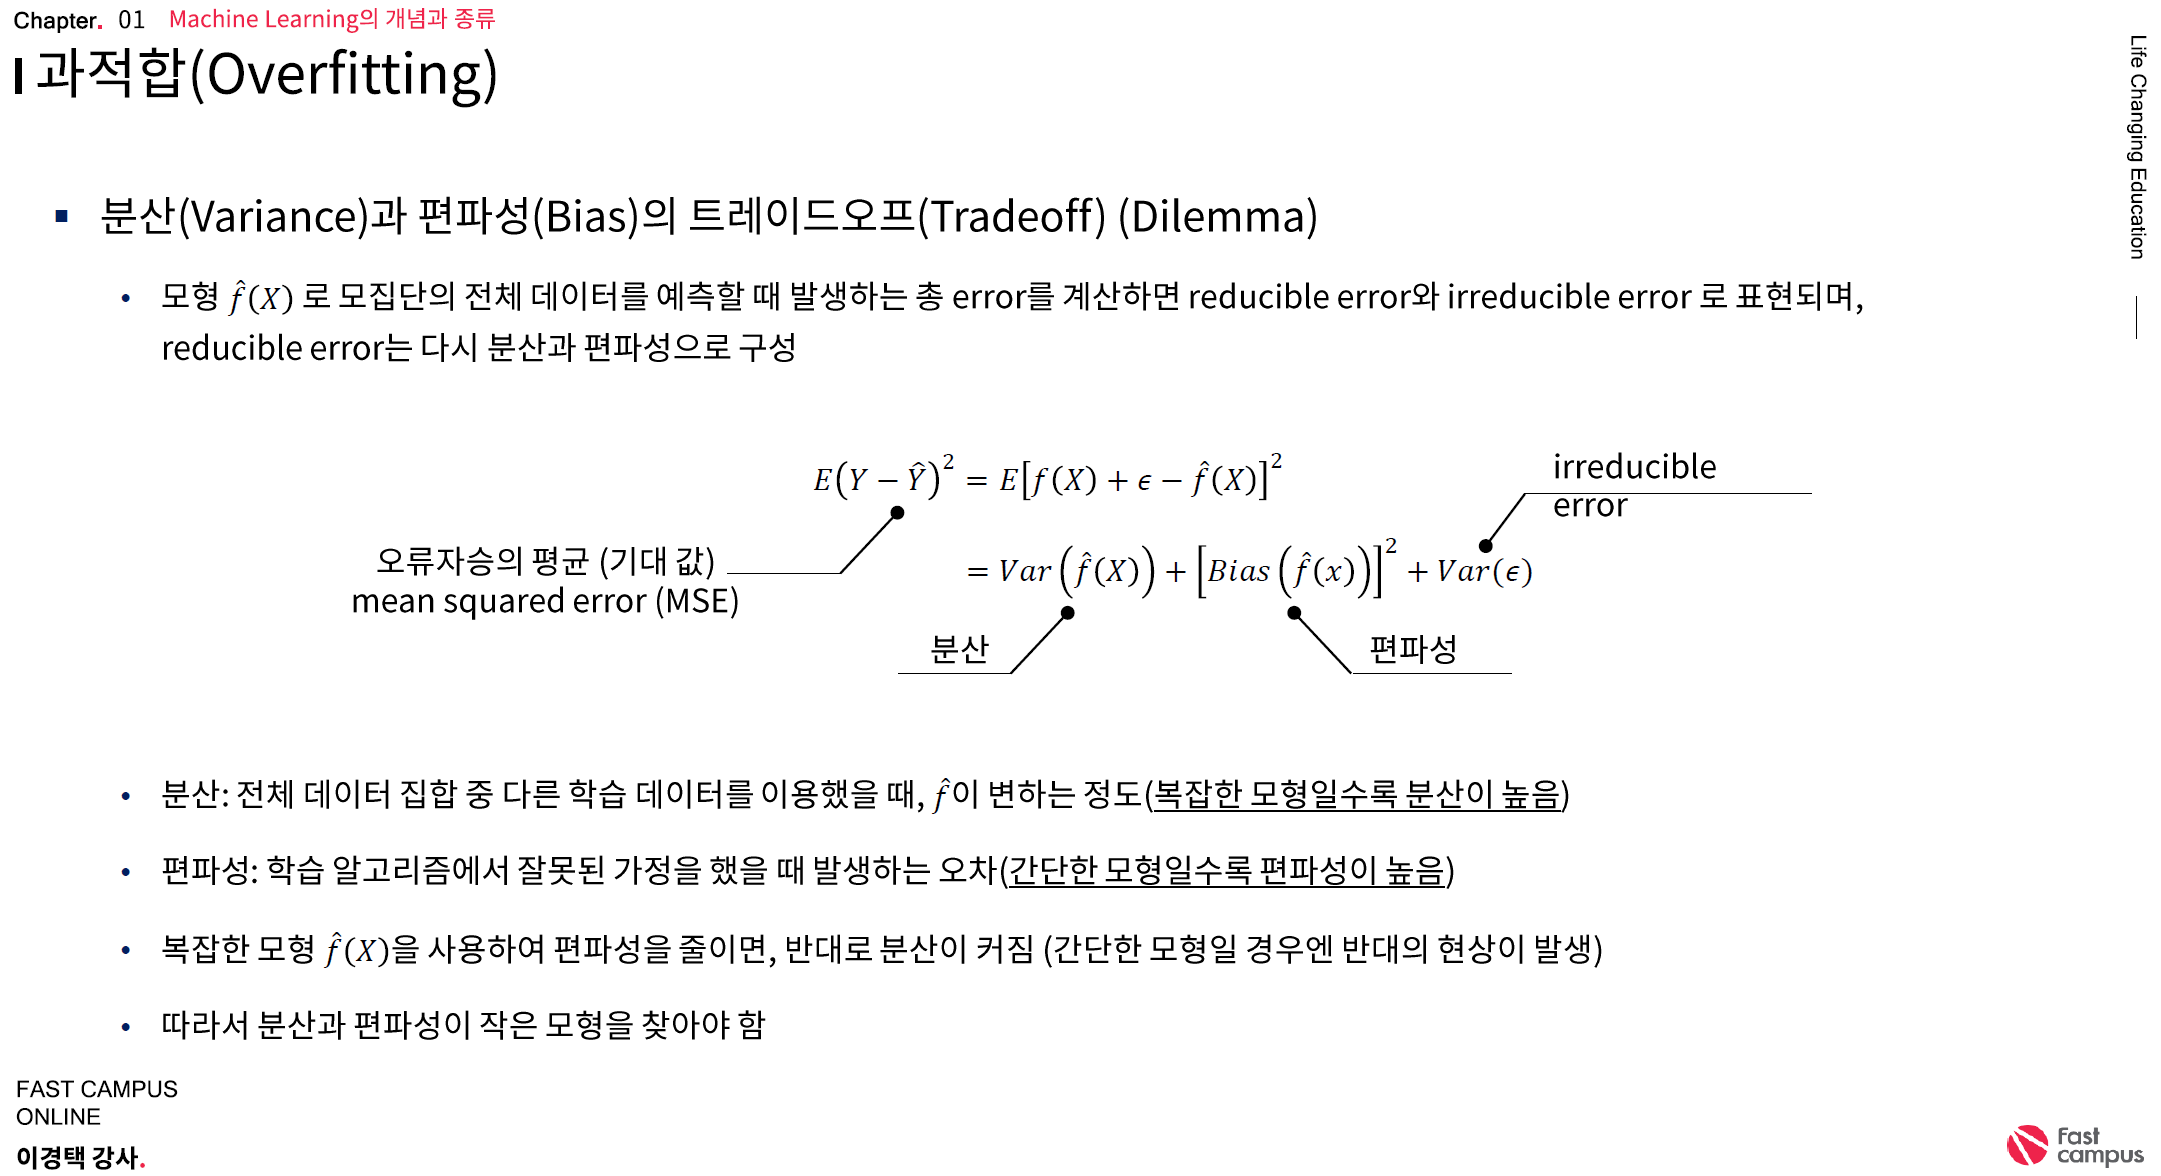 Chapter. 01 Machine Learning의 개념과 종류
과적합(Overfitting)
Life Changing Education
▪ 분산(Variance)과 편파성(Bias)의 트레이드오프(Tradeoff) (Dilemma)
• 모형 f̂(X) 로 모집단의 전체 데이터를 예측할 때 발생하는 총 error를 계산하면 reducible error와 irreducible error 로 표현되며,
reducible error는 다시 분산과 편파성으로 구성
E(Y − Ŷ)² = E[f(X) + ϵ − f̂(X)]²
irreducible
error
오류자승의 평균 (기대 값)
mean squared error (MSE)
= Var(f̂(X)) + [Bias(f̂(x))]² + Var(ϵ)
분산
편파성
• 분산: 전체 데이터 집합 중 다른 학습 데이터를 이용했을 때, f̂이 변하는 정도(복잡한 모형일수록 분산이 높음)
• 편파성: 학습 알고리즘에서 잘못된 가정을 했을 때 발생하는 오차(간단한 모형일수록 편파성이 높음)
• 복잡한 모형 f̂(X)을 사용하여 편파성을 줄이면, 반대로 분산이 커짐 (간단한 모형일 경우엔 반대의 현상이 발생)
• 따라서 분산과 편파성이 작은 모형을 찾아야 함
FAST CAMPUS
ONLINE
이경택 강사.
Fast
campus